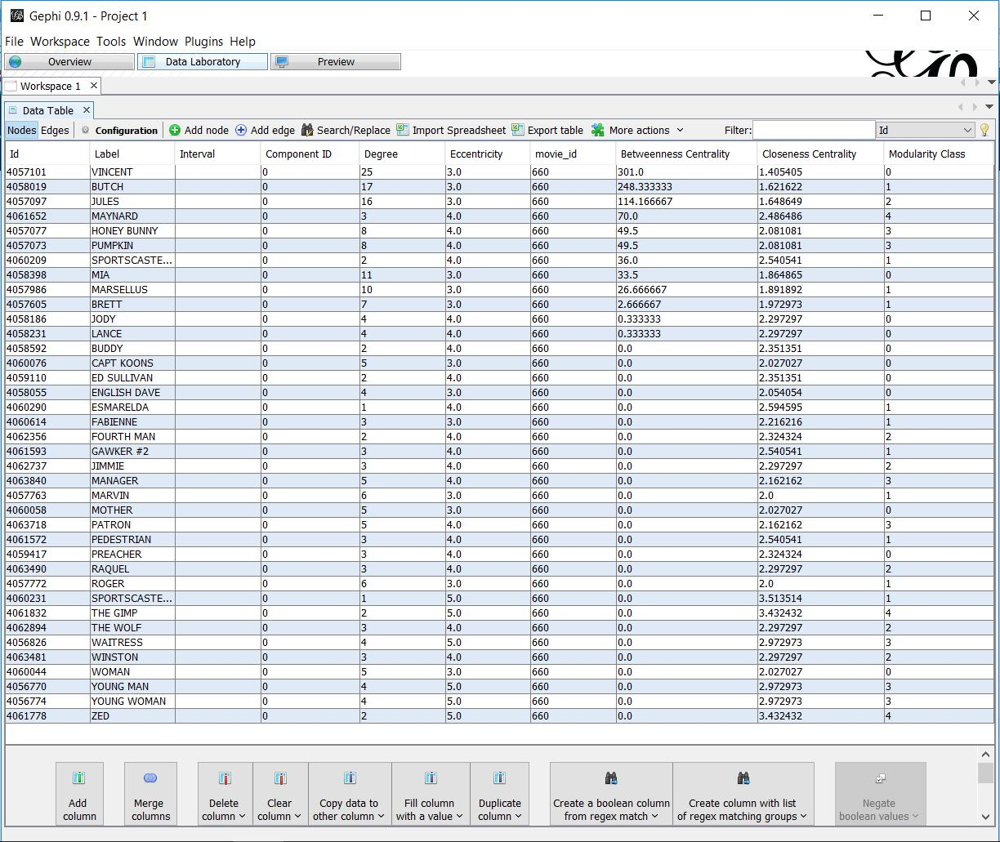 Gephi 0.9.1 - Project 1
File Workspace Tools Window Plugins Help
Overview Data Laboratory Preview
Workspace 1
Data Table
Nodes Edges Configuration Add node Add edge Search/Replace Import Spreadsheet Export table More actions Filter: Id
Id Label Interval Component ID Degree Eccentricity movie_id Betweenness Centrality Closeness Centrality Modularity Class
4057101 VINCENT 0 25 3.0 660 301.0 1.405405 0
4058019 BUTCH 0 17 3.0 660 248.333333 1.621622 1
4057097 JULES 0 16 3.0 660 114.166667 1.648649 2
4061652 MAYNARD 0 3 4.0 660 70.0 2.486486 4
4057077 HONEY BUNNY 0 8 4.0 660 49.5 2.081081 3
4057073 PUMPKIN 0 8 4.0 660 49.5 2.081081 3
4060209 SPORTSCASTE... 0 2 4.0 660 36.0 2.540541 1
4058398 MIA 0 11 3.0 660 33.5 1.864865 0
4057986 MARSELLUS 0 10 3.0 660 26.666667 1.891892 1
4057605 BRETT 0 7 3.0 660 2.666667 1.972973 1
4058186 JODY 0 4 4.0 660 0.333333 2.297297 0
4058231 LANCE 0 4 4.0 660 0.333333 2.297297 0
4058592 BUDDY 0 2 4.0 660 0.0 2.351351 0
4060076 CAPT KOONS 0 5 3.0 660 0.0 2.027027 0
4059110 ED SULLIVAN 0 2 4.0 660 0.0 2.351351 0
4058055 ENGLISH DAVE 0 4 3.0 660 0.0 2.054054 0
4060290 ESMARELDA 0 1 4.0 660 0.0 2.594595 1
4060614 FABIENNE 0 3 3.0 660 0.0 2.216216 1
4062356 FOURTH MAN 0 2 4.0 660 0.0 2.324324 2
4061593 GAWKER #2 0 3 4.0 660 0.0 2.540541 1
4062737 JIMMIE 0 3 4.0 660 0.0 2.297297 2
4063840 MANAGER 0 5 4.0 660 0.0 2.162162 3
4057763 MARVIN 0 6 3.0 660 0.0 2.0 1
4060058 MOTHER 0 5 3.0 660 0.0 2.027027 0
4063718 PATRON 0 5 4.0 660 0.0 2.162162 3
4061572 PEDESTRIAN 0 3 4.0 660 0.0 2.540541 1
4059417 PREACHER 0 3 4.0 660 0.0 2.324324 0
4063490 RAQUEL 0 3 4.0 660 0.0 2.297297 2
4057772 ROGER 0 6 3.0 660 0.0 2.0 1
4060231 SPORTSCASTE... 0 1 5.0 660 0.0 3.513514 1
4061832 THE GIMP 0 2 5.0 660 0.0 3.432432 4
4062894 THE WOLF 0 3 4.0 660 0.0 2.297297 2
4056826 WAITRESS 0 4 5.0 660 0.0 2.972973 3
4063481 WINSTON 0 3 4.0 660 0.0 2.297297 2
4060044 WOMAN 0 5 3.0 660 0.0 2.027027 0
4056770 YOUNG MAN 0 4 5.0 660 0.0 2.972973 3
4056774 YOUNG WOMAN 0 4 5.0 660 0.0 2.972973 3
4061778 ZED 0 2 5.0 660 0.0 3.432432 4
Add Merge Delete Clear Copy data to Fill column Duplicate Create a boolean column Create column with list Negate
column columns column column other column with a value column from regex match of regex matching groups boolean values